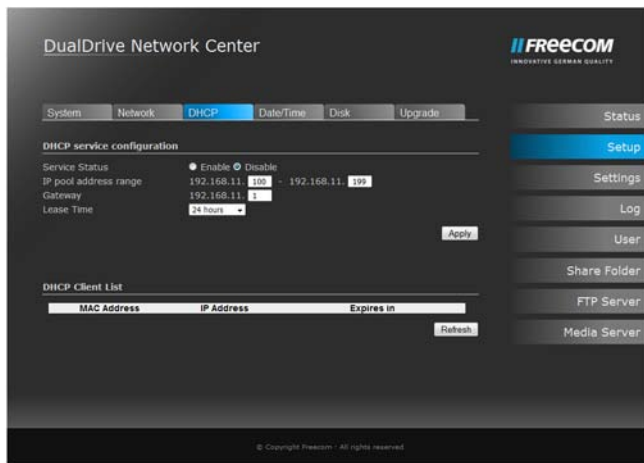 DualDrive Network Center
FREECOM
INNOVATIVE GERMAN QUALITY
System Network DHCP Date/Time Disk Upgrade
DHCP service configuration
Service Status Enable Disable
IP pool address range 192.168.11. 100 - 192.168.11. 199
Gateway 192.168.11. 1
Lease Time 24 hours
Apply
DHCP Client List
MAC Address IP Address Expires in
Refresh
Status
Setup
Settings
Log
User
Share Folder
FTP Server
Media Server
© Copyright Freecom - All rights reserved